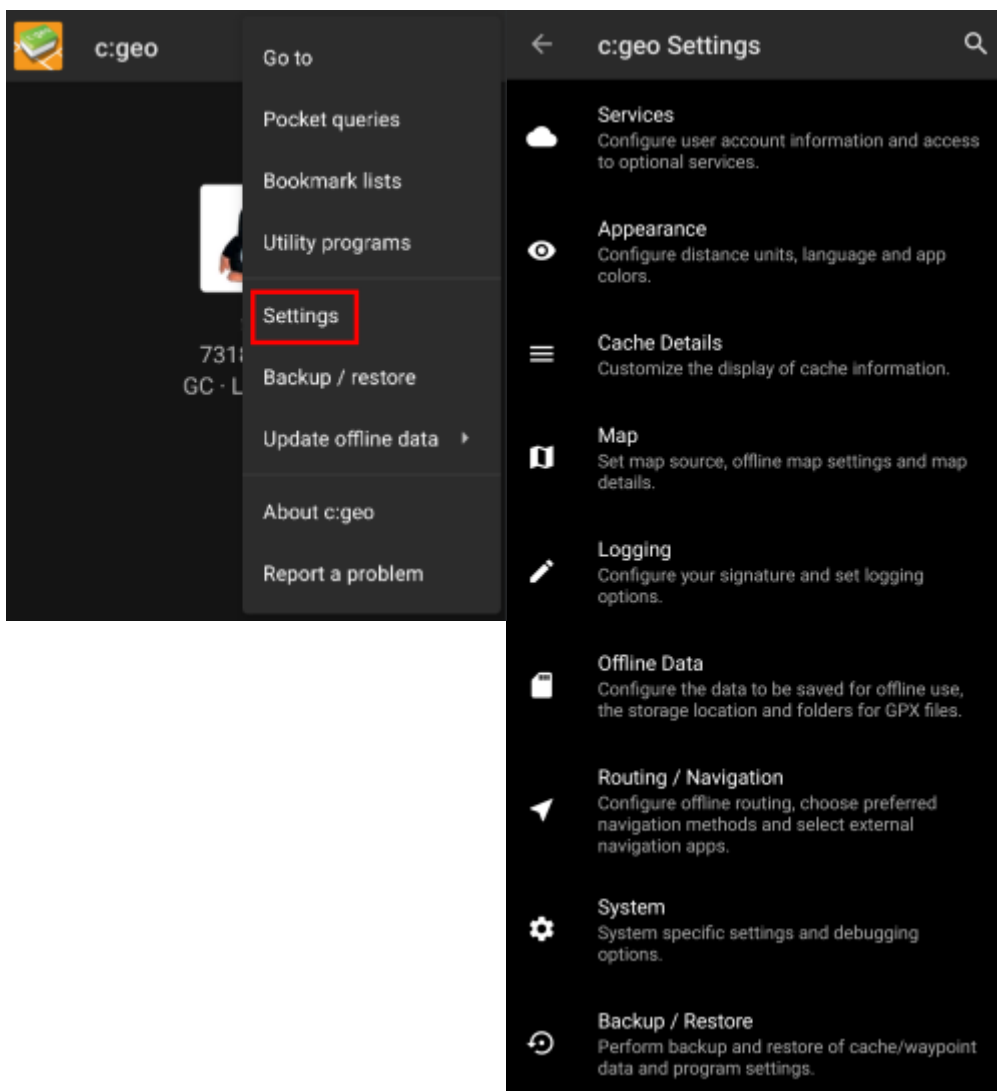 c:geo
Go to
Pocket queries
Bookmark lists
Utility programs
Settings
Backup / restore
Update offline data
About c:geo
Report a problem
7318
GC · L
c:geo Settings
Services
Configure user account information and access
to optional services.
Appearance
Configure distance units, language and app
colors.
Cache Details
Customize the display of cache information.
Map
Set map source, offline map settings and map
details.
Logging
Configure your signature and set logging
options.
Offline Data
Configure the data to be saved for offline use,
the storage location and folders for GPX files.
Routing / Navigation
Configure offline routing, choose preferred
navigation methods and select external
navigation apps.
System
System specific settings and debugging
options.
Backup / Restore
Perform backup and restore of cache/waypoint
data and program settings.